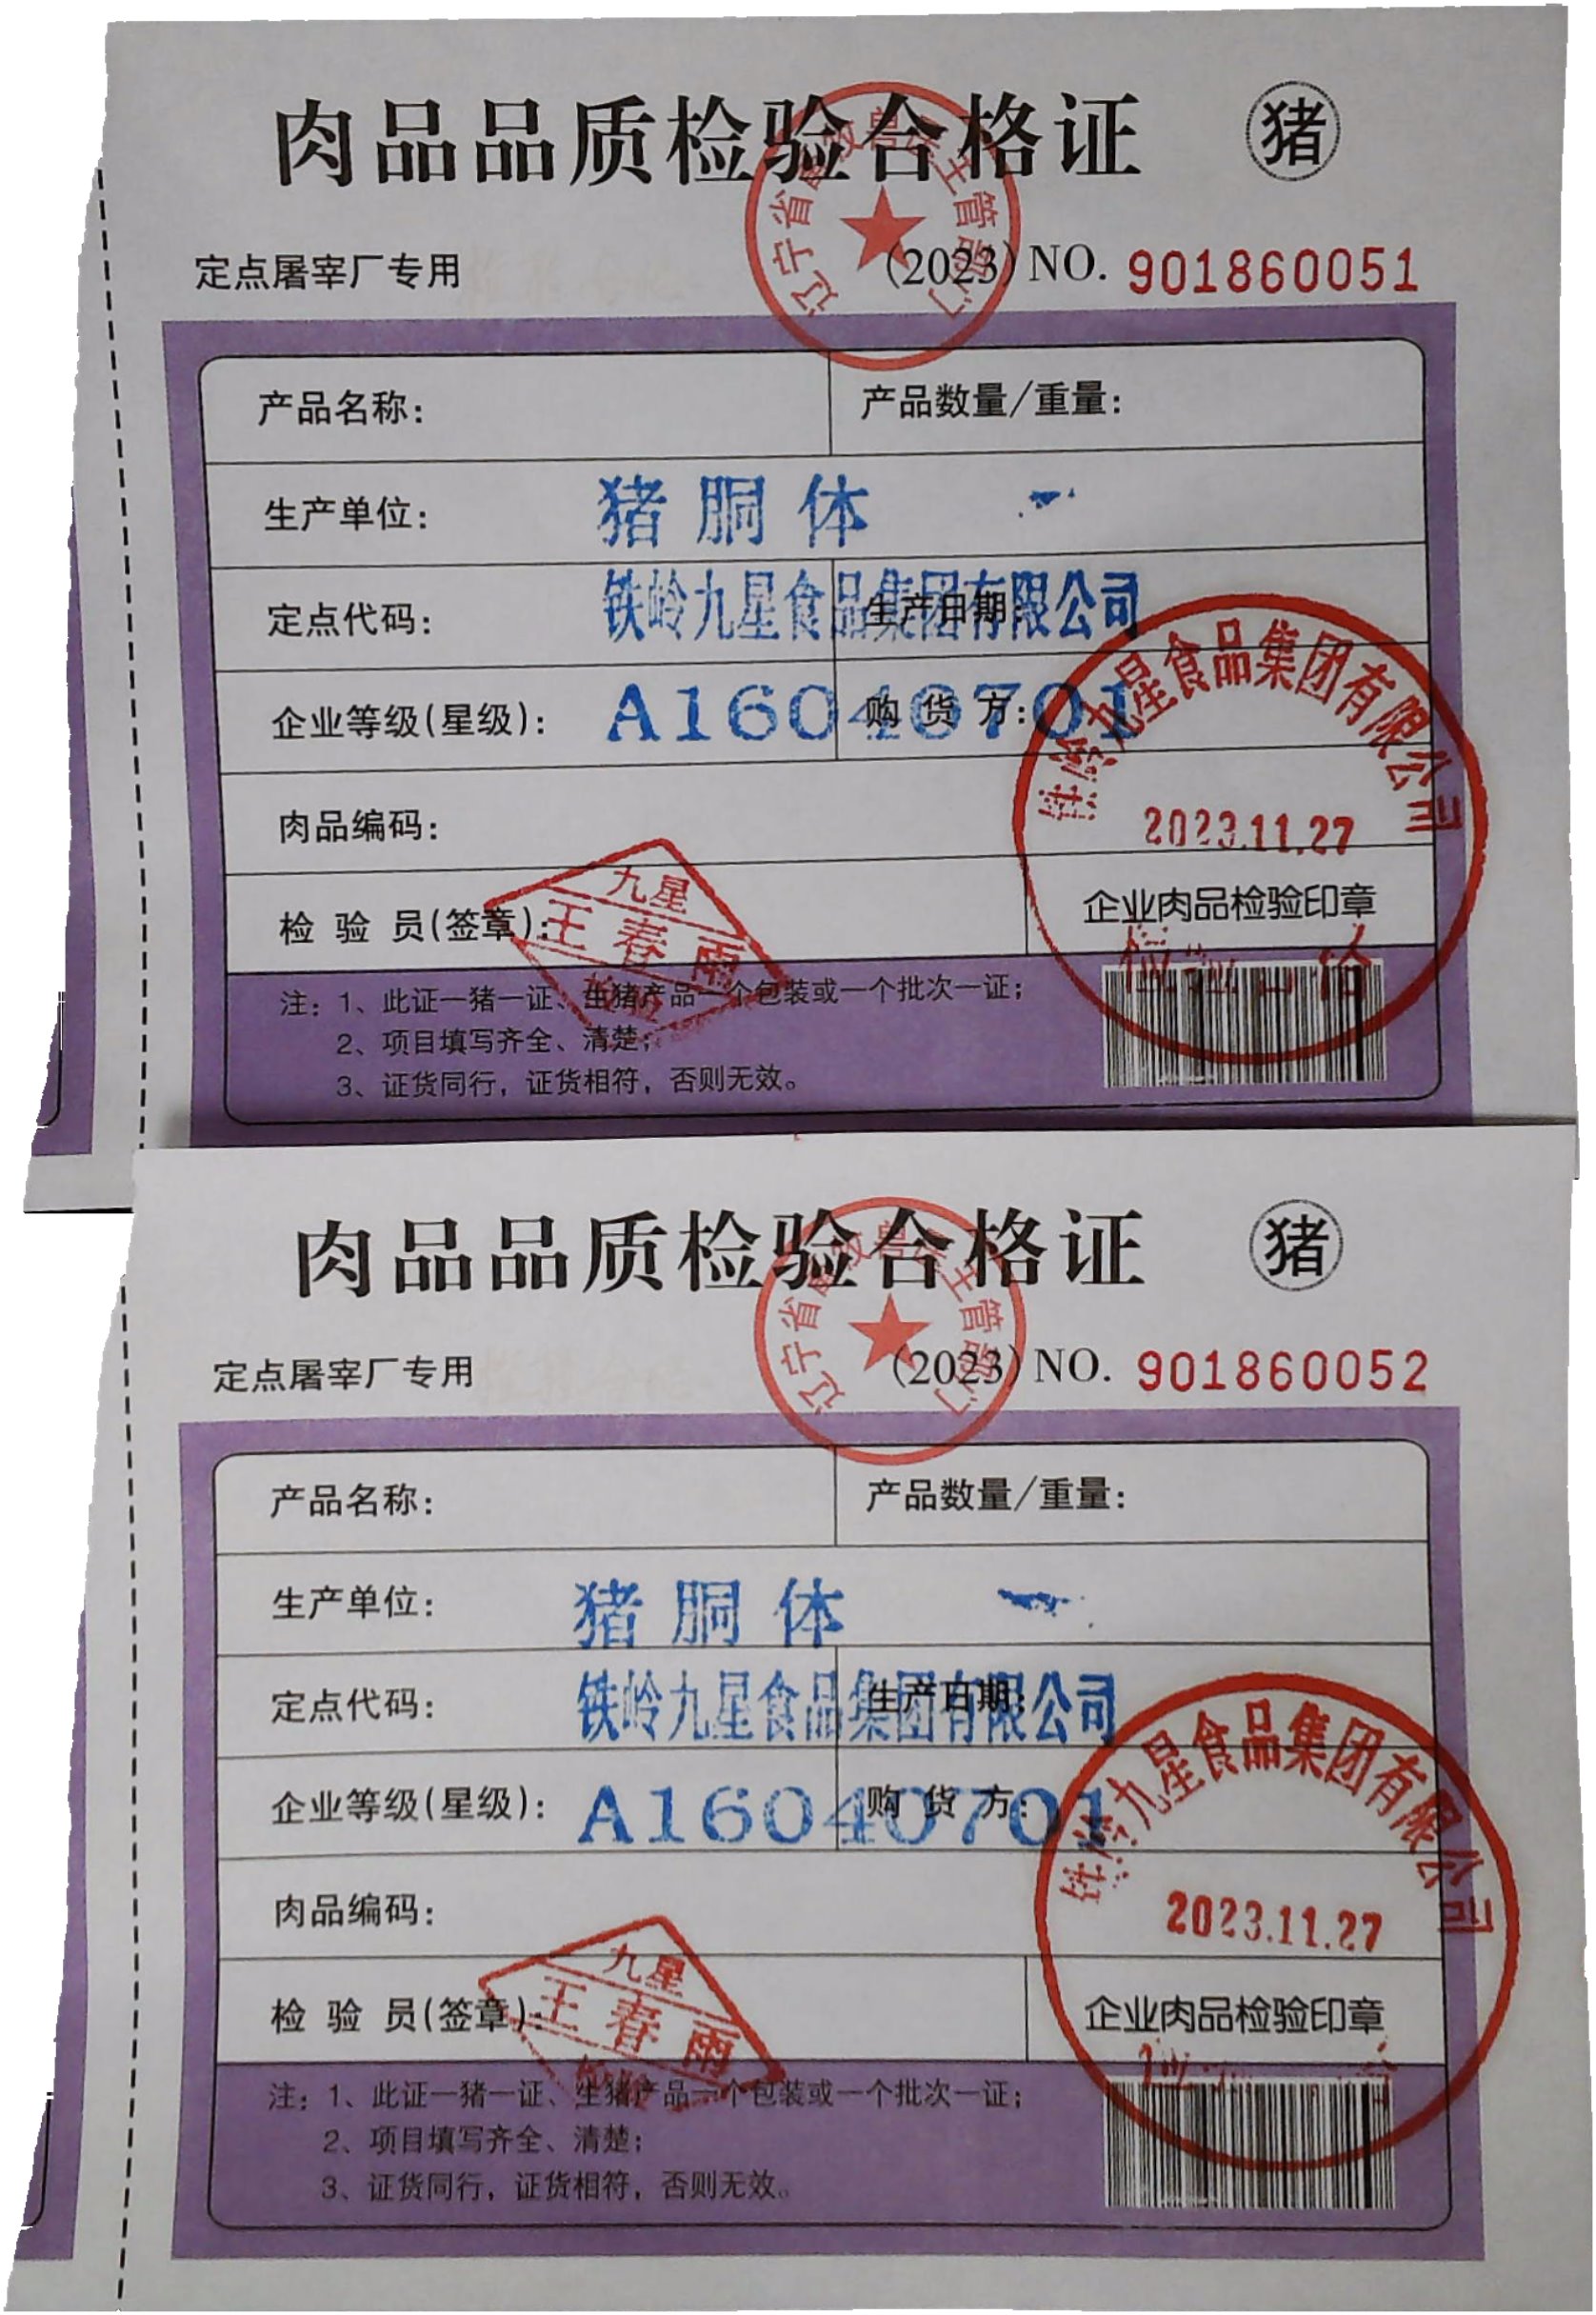 肉品品质检验合格证 猪
辽宁省畜牧兽医主管部门
定点屠宰厂专用 (2023) NO. 901860051
产品名称: 产品数量/重量:
生产单位: 猪胴体 一
定点代码: 铁岭九星食品集团有限公司 生产日期:
企业等级(星级): A16040701 购货方:
铁岭九星食品集团有限公司
肉品编码: 2023.11.27
九星
检验员(签章): 王春雨 企业肉品检验印章
注: 1、此证一猪一证、生猪产品一个包装或一个批次一证;
2、项目填写齐全、清楚;
3、证货同行, 证货相符, 否则无效。
肉品品质检验合格证 猪
辽宁省畜牧兽医主管部门
定点屠宰厂专用 (2023) NO. 901860052
产品名称: 产品数量/重量:
生产单位: 猪胴体 一
定点代码: 铁岭九星食品集团有限公司 生产日期:
企业等级(星级): A16040701 购货方:
铁岭九星食品集团有限公司
肉品编码: 2023.11.27
九星
检验员(签章): 王春雨 企业肉品检验印章
注: 1、此证一猪一证、生猪产品一个包装或一个批次一证;
2、项目填写齐全、清楚;
3、证货同行, 证货相符, 否则无效。